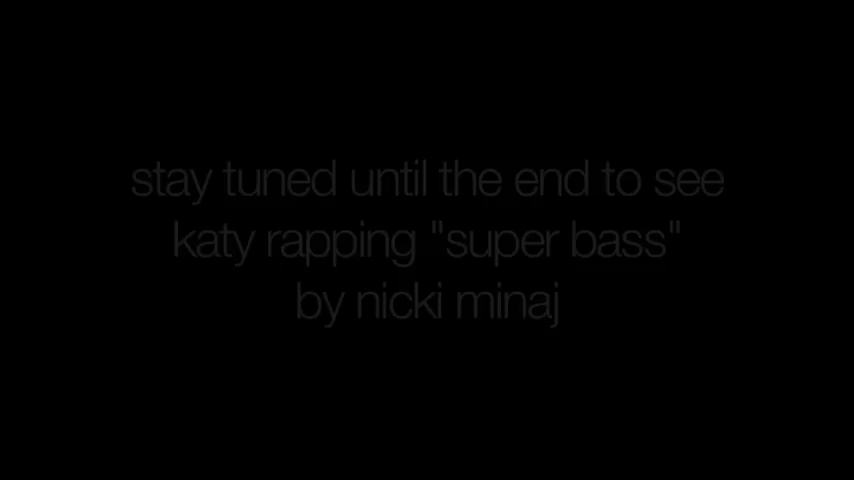 stay tuned until the end to see
katy rapping "super bass"
by nicki minaj